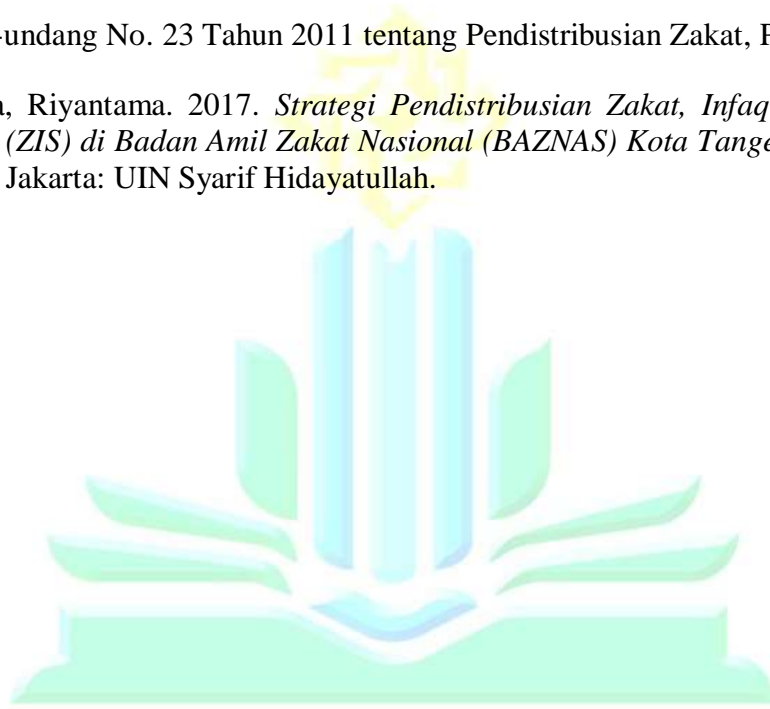 -undang No. 23 Tahun 2011 tentang Pendistribusian Zakat,
Riyantama. 2017. Strategi Pendistribusian Zakat, Infaq
(ZIS) di Badan Amil Zakat Nasional (BAZNAS) Kota
Jakarta: UIN Syarif Hidayatullah.